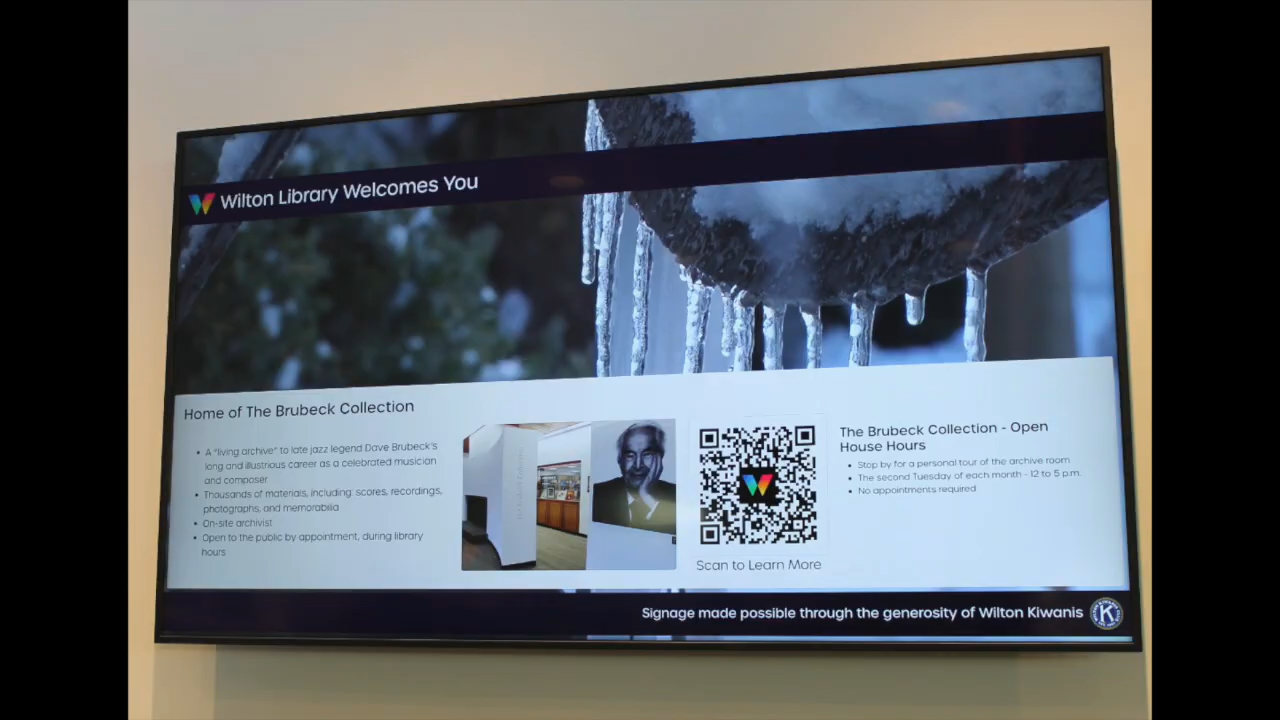 Wilton Library Welcomes You
Home of The Brubeck Collection
• A "living archive" to late jazz legend Dave Brubeck's
long and illustrious career as a celebrated musician
and composer
• Thousands of materials, including: scores, recordings,
photographs, and memorabilia
• On-site archivist
• Open to the public by appointment, during library
hours
Scan to Learn More
The Brubeck Collection - Open
House Hours
• Stop by for a personal tour of the archive room
• The second Tuesday of each month - 12 to 5 p.m.
• No appointments required
Signage made possible through the generosity of Wilton Kiwanis
K